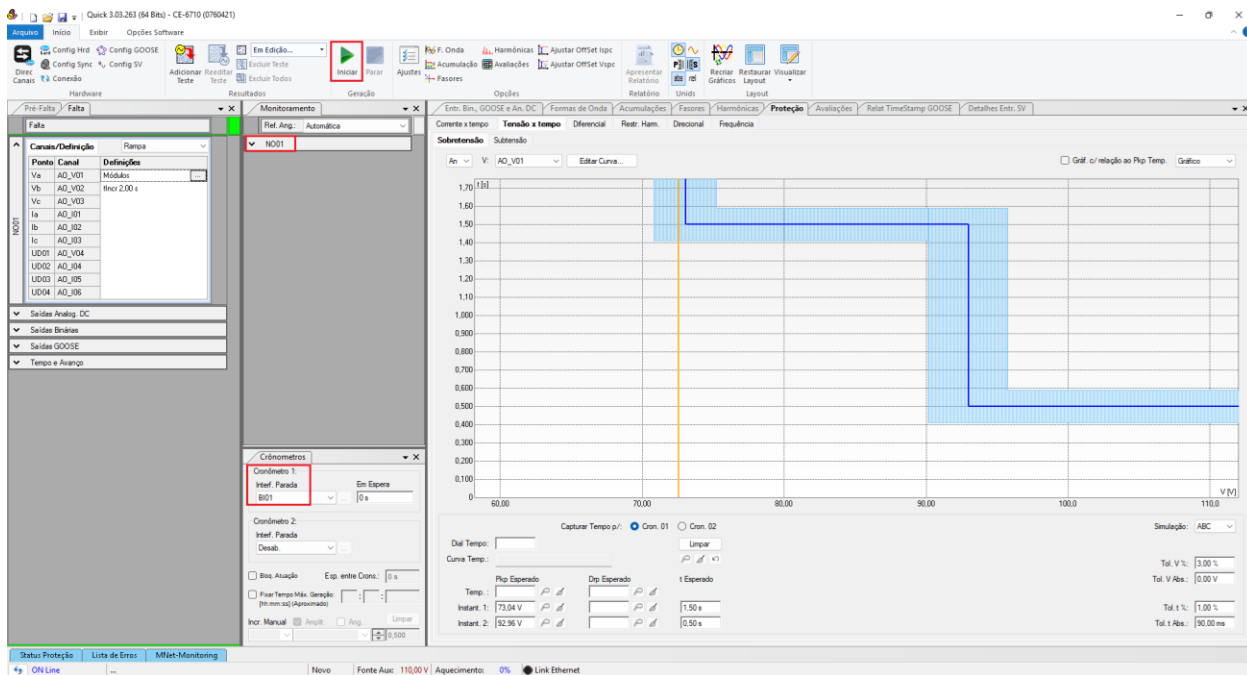 Quick 3.03.263 (64 Bits) - CE-6710 (0760421)
Arquivo Início Exibir Opções Software
Direc Canais
Config Hrd Config GOOSE
Config Sync Config SV
Conexão
Hardware
Adicionar Teste
Reeditar Teste
Em Edição...
Excluir Teste
Excluir Todos
Resultados
Iniciar Parar
Geração
Ajustes
F. Onda Harmônicas Ajustar OffSet Ispc
Acumulação Avaliações Ajustar OffSet Vspc
Fasores
Opções
Apresentar Relatório
Relatório
Unids
Recriar Gráficos
Restaurar Layout
Visualizar
Layout
Pré-Falta Falta
Falta
Canais/Definição Rampa
Ponto Canal Definições
Va AO_V01 Módulos ...
Vb AO_V02 tIncr 2,00 s
Vc AO_V03
Ia AO_I01
Ib AO_I02
Ic AO_I03
UD01 AO_V04
UD02 AO_I04
UD03 AO_I05
UD04 AO_I06
NO01
Saídas Analog. DC
Saídas Binárias
Saídas GOOSE
Tempo e Avanço
Monitoramento
Ref. Ang.: Automática
NO01
Crônometros
Cronômetro 1:
Interf. Parada Em Espera
BI01 ... 0 s
Cronômetro 2:
Interf. Parada
Desab. ...
Bloq. Atuação Esp. entre Crons.: 0 s
Fixar Tempo Máx. Geração: : :
[hh:mm:ss] (Aproximado)
Incr. Manual Amplit. Ang. Limpar
0,500
Entr. Bin., GOOSE e An. DC Formas de Onda Acumulações Fasores Harmônicas Proteção Avaliações Relat TimeStamp GOOSE Detalhes Entr. SV
Corrente x tempo Tensão x tempo Diferencial Restr. Ham. Direcional Frequência
Sobretensão Subtensão
An V: AO_V01 Editar Curva... Gráf. c/ relação ao Pkp Temp. Gráfico
t [s]
1,70
1,60
1,50
1,40
1,30
1,20
1,10
1,000
0,900
0,800
0,700
0,600
0,500
0,400
0,300
0,200
0,100
0
60,00 70,00 80,00 90,00 100,0 110,0
V [V]
Capturar Tempo p/: Cron. 01 Cron. 02 Simulação: ABC
Dial Tempo: Limpar
Curva Temp.: Tol. V %: 3,00 %
Pkp Esperado Drp Esperado t Esperado Tol. V Abs.: 0,00 V
Temp. :
Instant. 1: 73,04 V 1,50 s Tol. t %: 1,00 %
Instant. 2: 92,96 V 0,50 s Tol. t Abs.: 90,00 ms
Status Proteção Lista de Erros MNet-Monitoring
ON Line ... Novo Fonte Aux: 110,00 V Aquecimento: 0% Link Ethernet